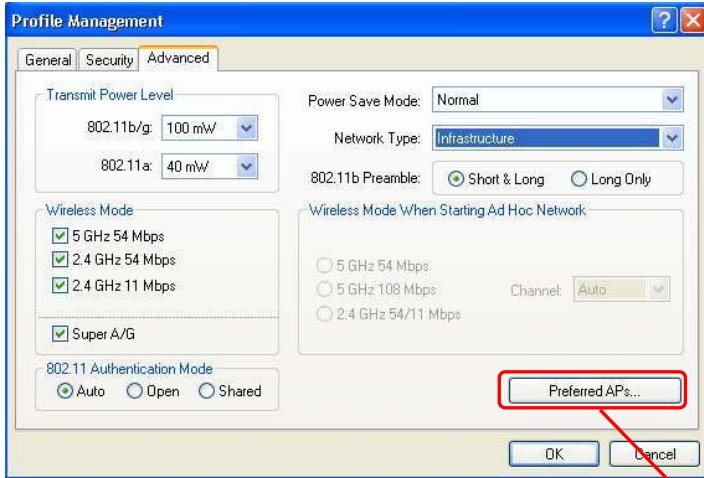 Profile Management
General Security Advanced
Transmit Power Level
802.11b/g: 100 mW
802.11a: 40 mW
Power Save Mode: Normal
Network Type: Infrastructure
802.11b Preamble: Short & Long Long Only
Wireless Mode
5 GHz 54 Mbps
2.4 GHz 54 Mbps
2.4 GHz 11 Mbps
Super A/G
Wireless Mode When Starting Ad Hoc Network
5 GHz 54 Mbps
5 GHz 108 Mbps
2.4 GHz 54/11 Mbps
Channel: Auto
802.11 Authentication Mode
Auto Open Shared
Preferred APs...
OK Cancel